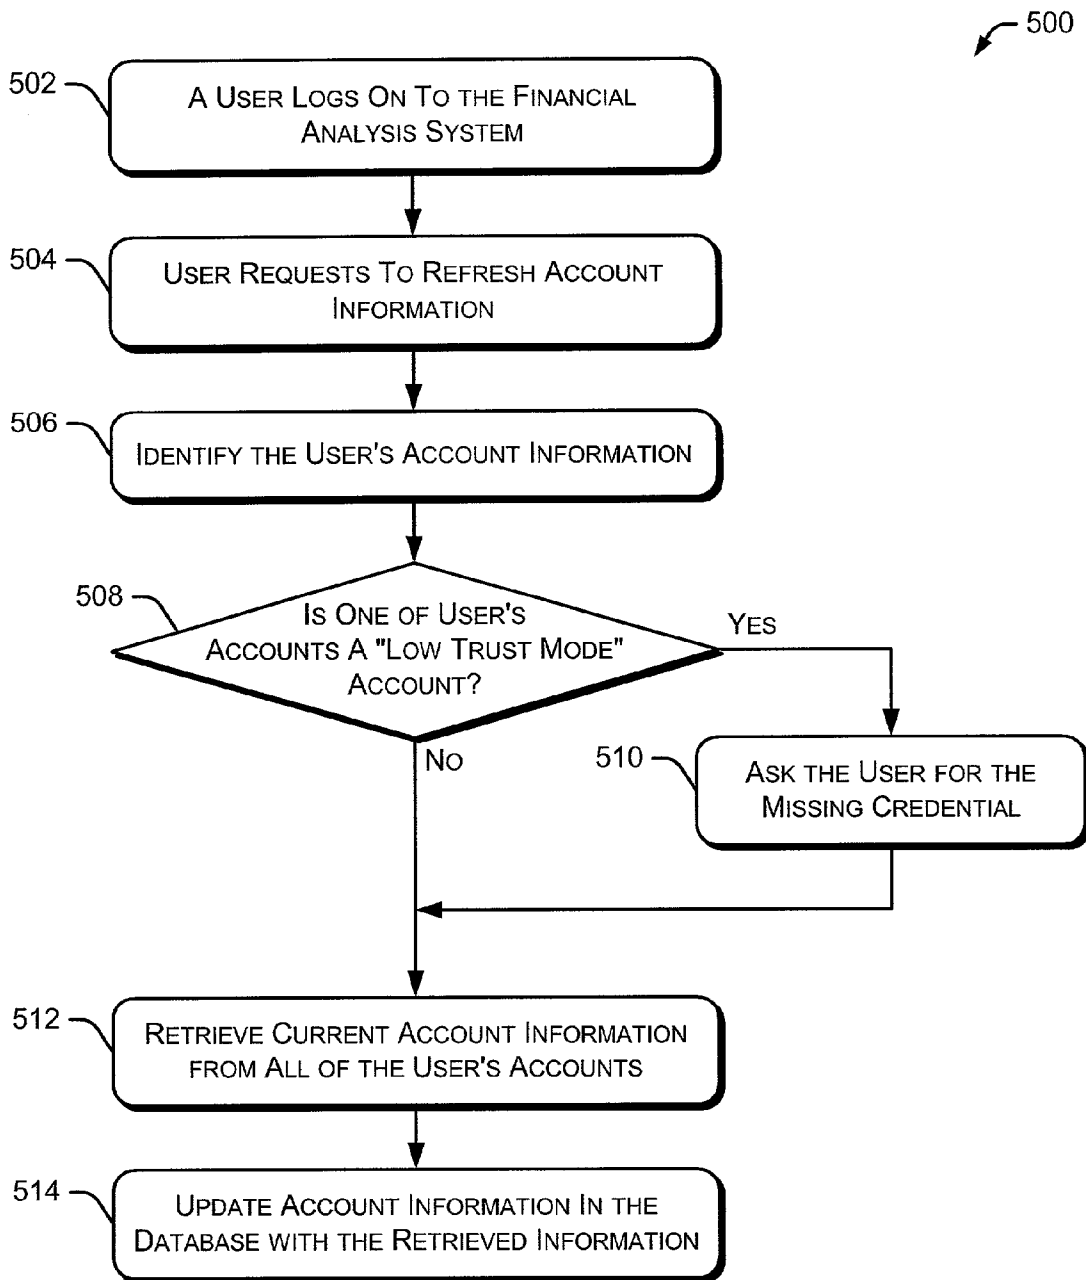 500
502
A USER LOGS ON TO THE FINANCIAL
ANALYSIS SYSTEM
504
USER REQUESTS TO REFRESH ACCOUNT
INFORMATION
506
IDENTIFY THE USER'S ACCOUNT INFORMATION
508
IS ONE OF USER'S
ACCOUNTS A "LOW TRUST MODE"
ACCOUNT?
YES
NO
510
ASK THE USER FOR THE
MISSING CREDENTIAL
512
RETRIEVE CURRENT ACCOUNT INFORMATION
FROM ALL OF THE USER'S ACCOUNTS
514
UPDATE ACCOUNT INFORMATION IN THE
DATABASE WITH THE RETRIEVED INFORMATION